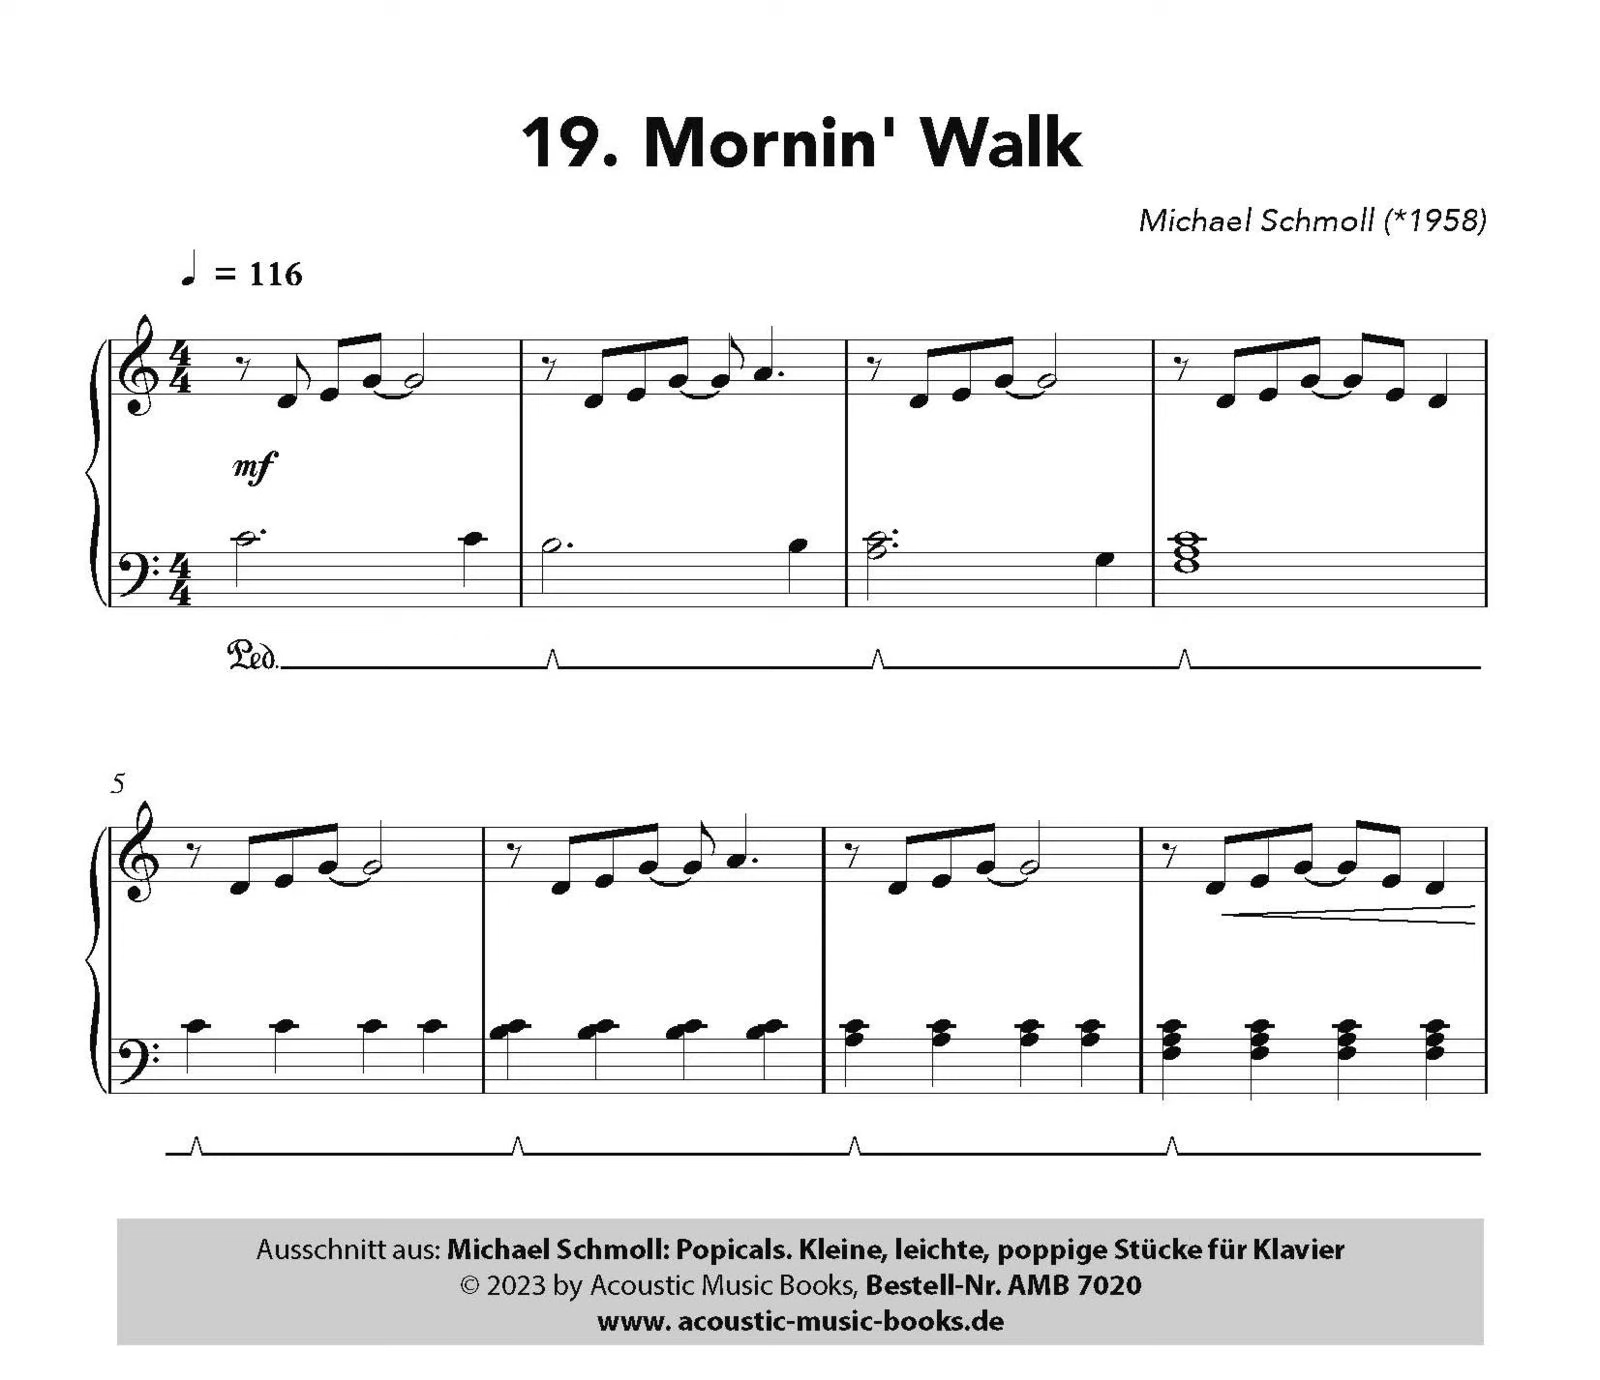 19. Mornin' Walk
Michael Schmoll (*1958)
= 116
4/4
mf
4/4
Ped.
5
Ausschnitt aus: Michael Schmoll: Popicals. Kleine, leichte, poppige Stücke für Klavier
© 2023 by Acoustic Music Books, Bestell-Nr. AMB 7020
www. acoustic-music-books.de